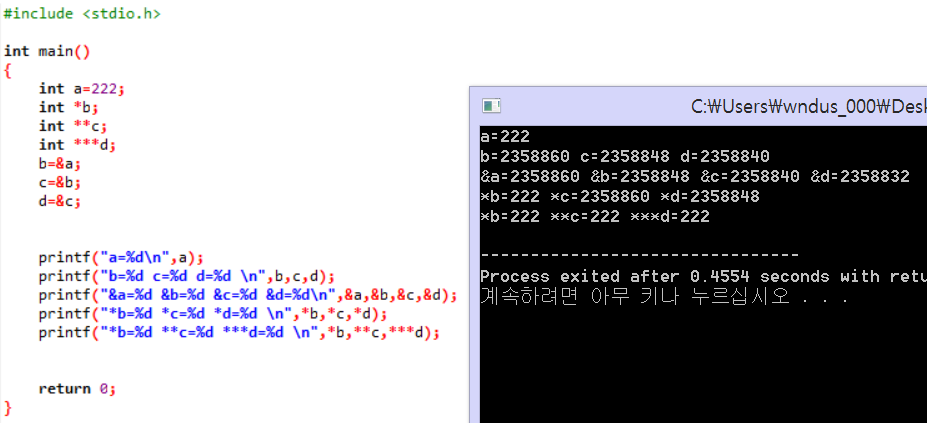 #include <stdio.h>
int main()
{
int a=222;
int *b;
int **c;
int ***d;
b=&a;
c=&b;
d=&c;
printf("a=%d\n",a);
printf("b=%d c=%d d=%d \n",b,c,d);
printf("&a=%d &b=%d &c=%d &d=%d\n",&a,&b,&c,&d);
printf("*b=%d *c=%d *d=%d \n",*b,*c,*d);
printf("*b=%d **c=%d ***d=%d \n",*b,**c,***d);
return 0;
}
C:₩Users₩wndus_000₩Desk
a=222
b=2358860 c=2358848 d=2358840
&a=2358860 &b=2358848 &c=2358840 &d=2358832
*b=222 *c=2358860 *d=2358848
*b=222 **c=222 ***d=222
--------------------------------
Process exited after 0.4554 seconds with retu
계속하려면 아무 키나 누르십시오 . . .